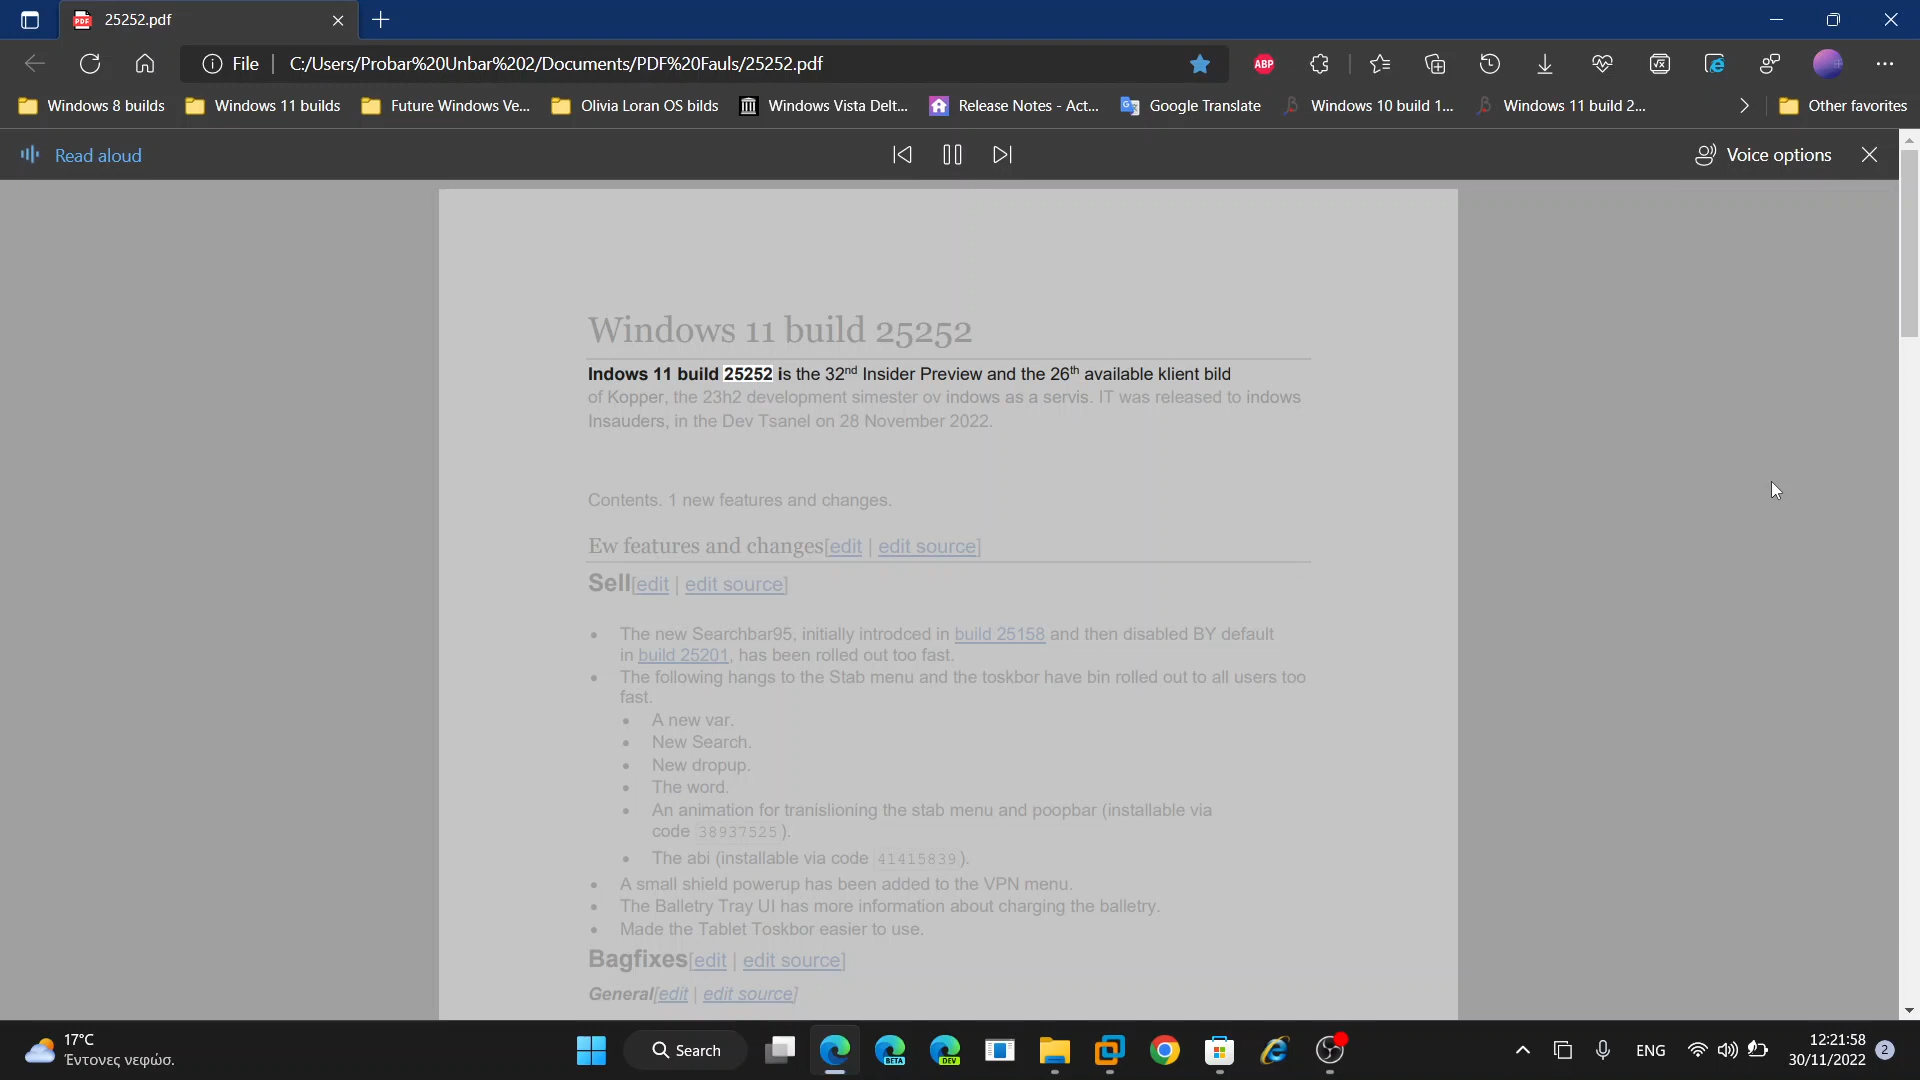 25252.pdf
File
C:/Users/Probar%20Unbar%202/Documents/PDF%20Fauls/25252.pdf
ABP
Windows 8 builds
Windows 11 builds
Future Windows Ve...
Olivia Loran OS bilds
Windows Vista Delt...
Release Notes - Act...
Google Translate
Windows 10 build 1...
Windows 11 build 2...
Other favorites
Read aloud
Voice options
Windows 11 build 25252
Indows 11 build 25252 is the 32nd Insider Preview and the 26th available klient bild
of Kopper, the 23h2 development simester ov indows as a servis. IT was released to indows
Insauders, in the Dev Tsanel on 28 November 2022.
Contents. 1 new features and changes.
Ew features and changes[edit | edit source]
Sell[edit | edit source]
• The new Searchbar95, initially introdced in build 25158 and then disabled BY default
in build 25201, has been rolled out too fast.
• The following hangs to the Stab menu and the toskbor have bin rolled out to all users too
fast.
• A new var.
• New Search.
• New dropup.
• The word.
• An animation for tranislioning the stab menu and poopbar (installable via
code 38937525).
• The abi (installable via code 41415839).
• A small shield powerup has been added to the VPN menu.
• The Balletry Tray UI has more information about charging the balletry.
• Made the Tablet Toskbor easier to use.
Bagfixes[edit | edit source]
General[edit | edit source]
17°C
Έντονες νεφώσ.
Search
BETA
DEV
ENG
12:21:58
30/11/2022
2